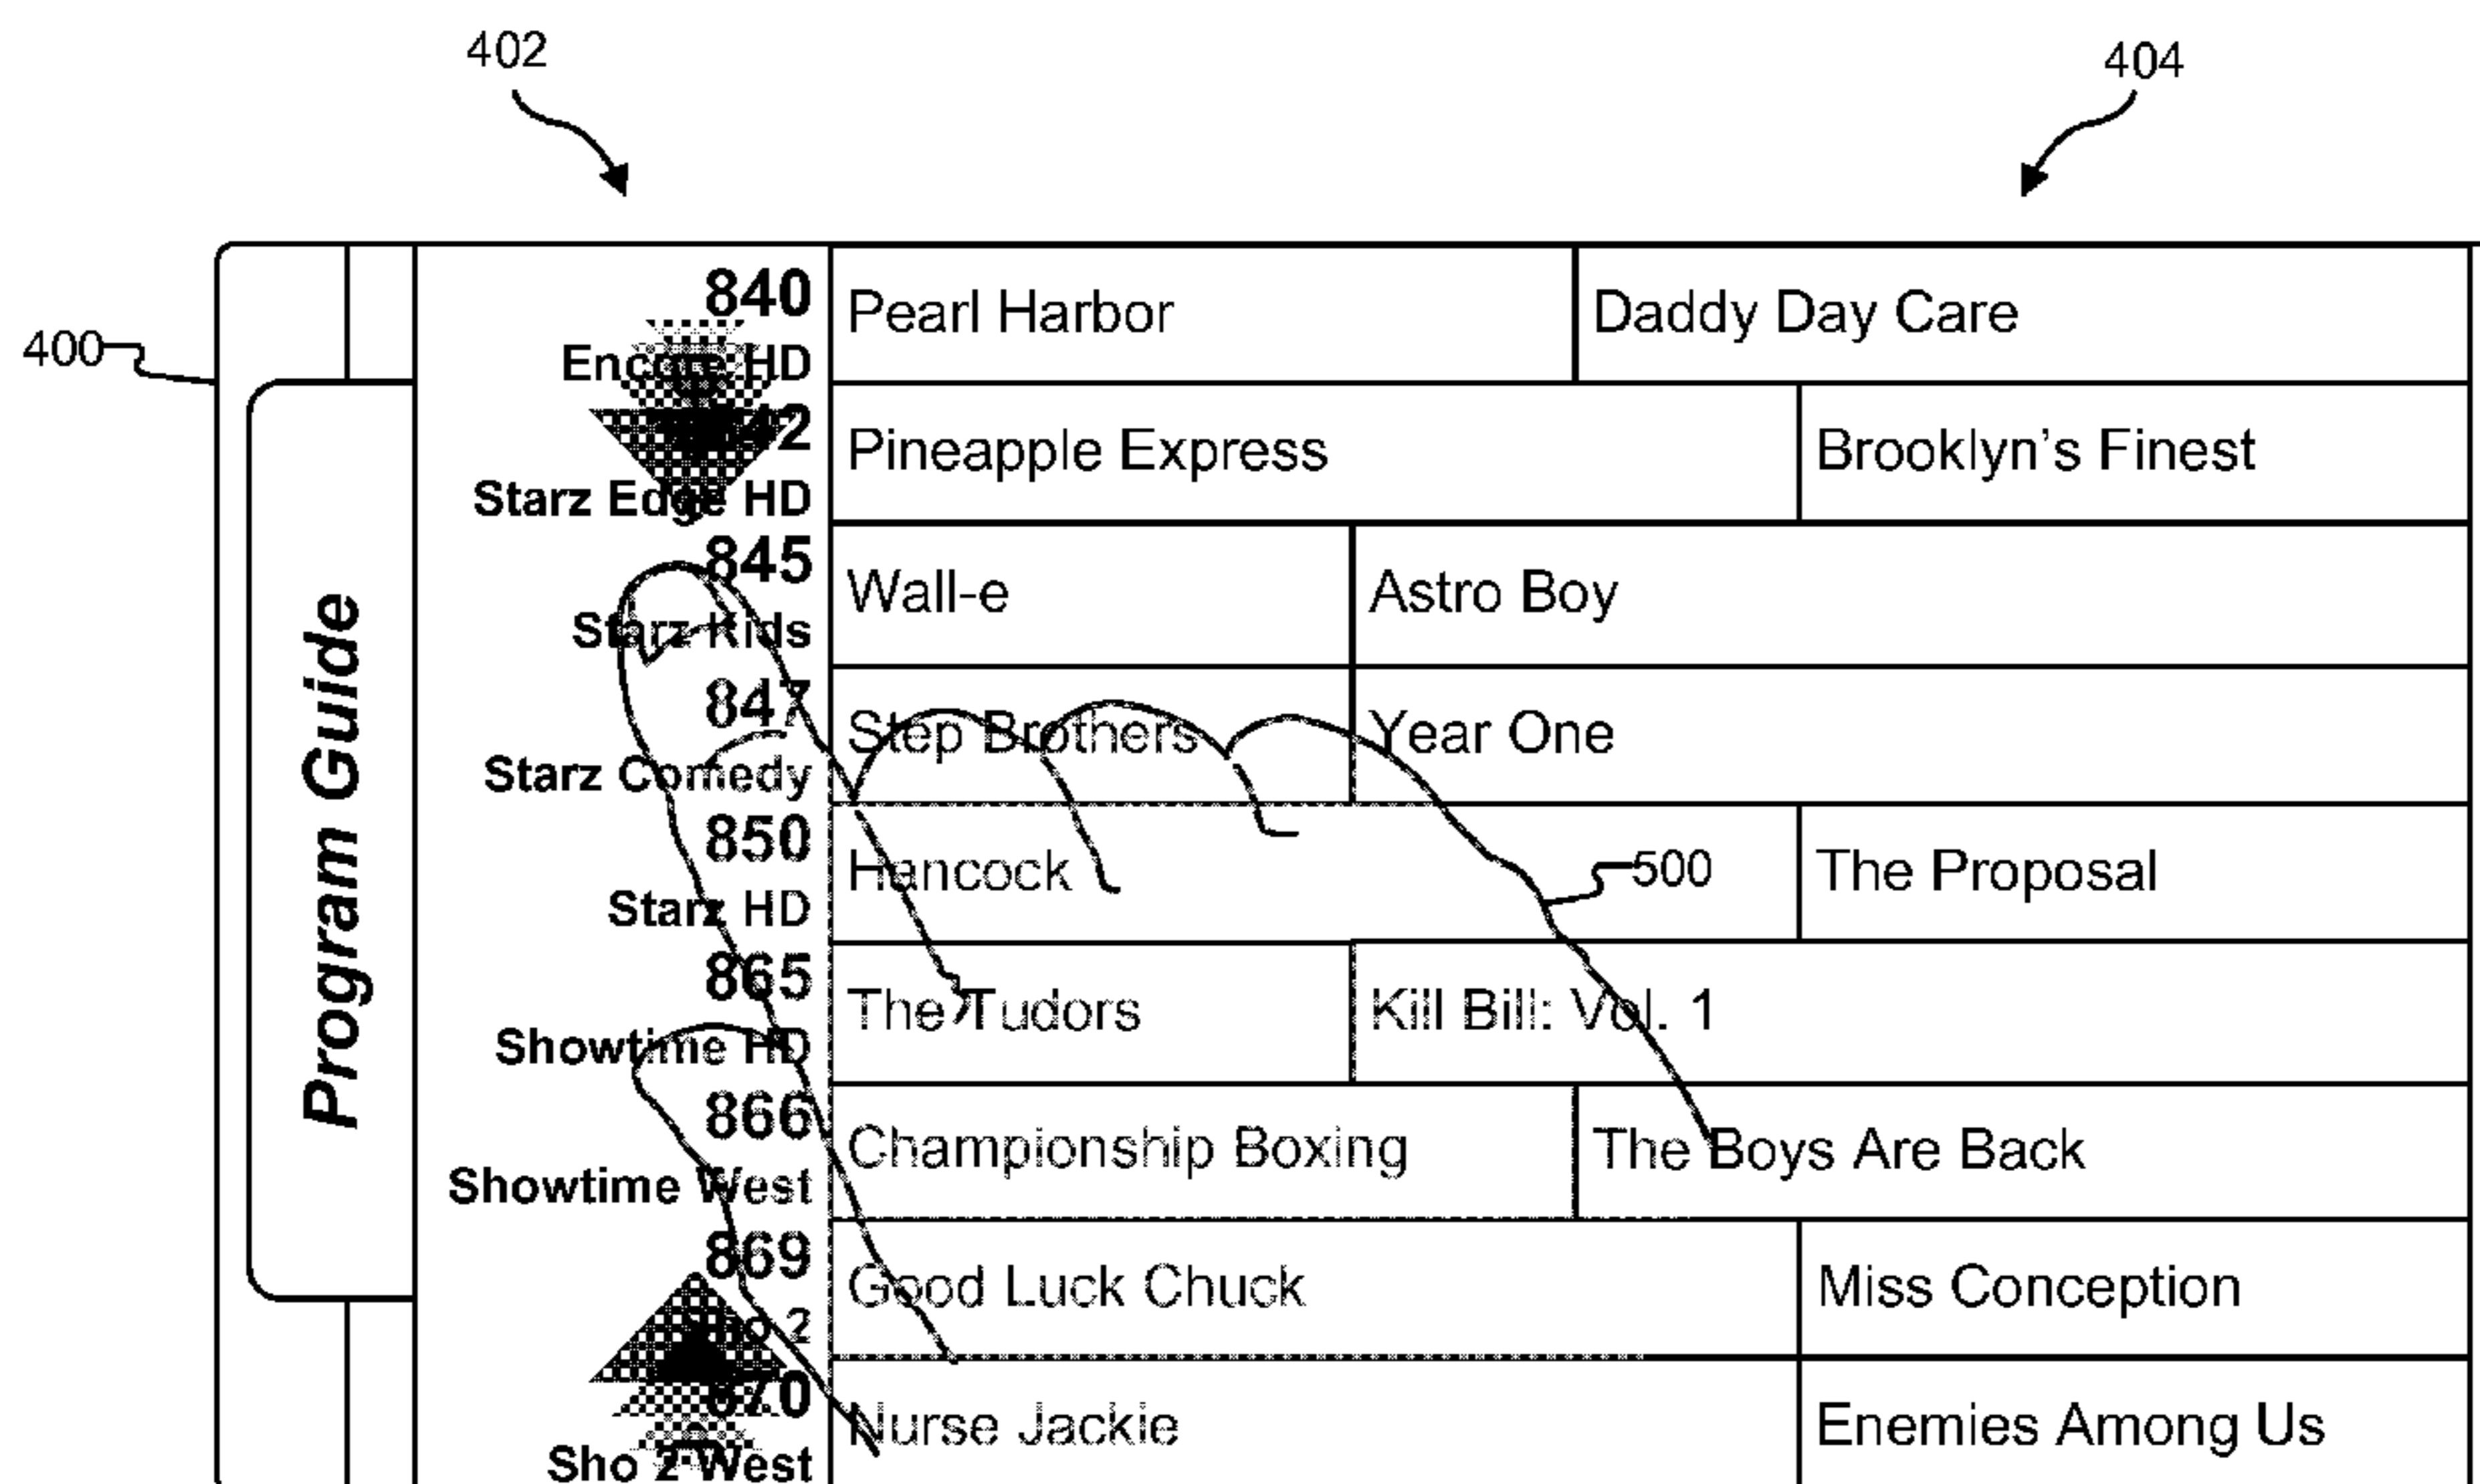 402
404
400
Program Guide
840
Encore HD
Pearl Harbor
Daddy Day Care
842
Starz Edge HD
Pineapple Express
Brooklyn's Finest
845
Starz Kids
Wall-e
Astro Boy
847
Starz Comedy
Step Brothers
Year One
850
Starz HD
Hancock
500
The Proposal
865
Showtime HD
The Tudors
Kill Bill: Vol. 1
866
Showtime West
Championship Boxing
The Boys Are Back
869
2
Good Luck Chuck
Miss Conception
870
Sho 2 West
Nurse Jackie
Enemies Among Us